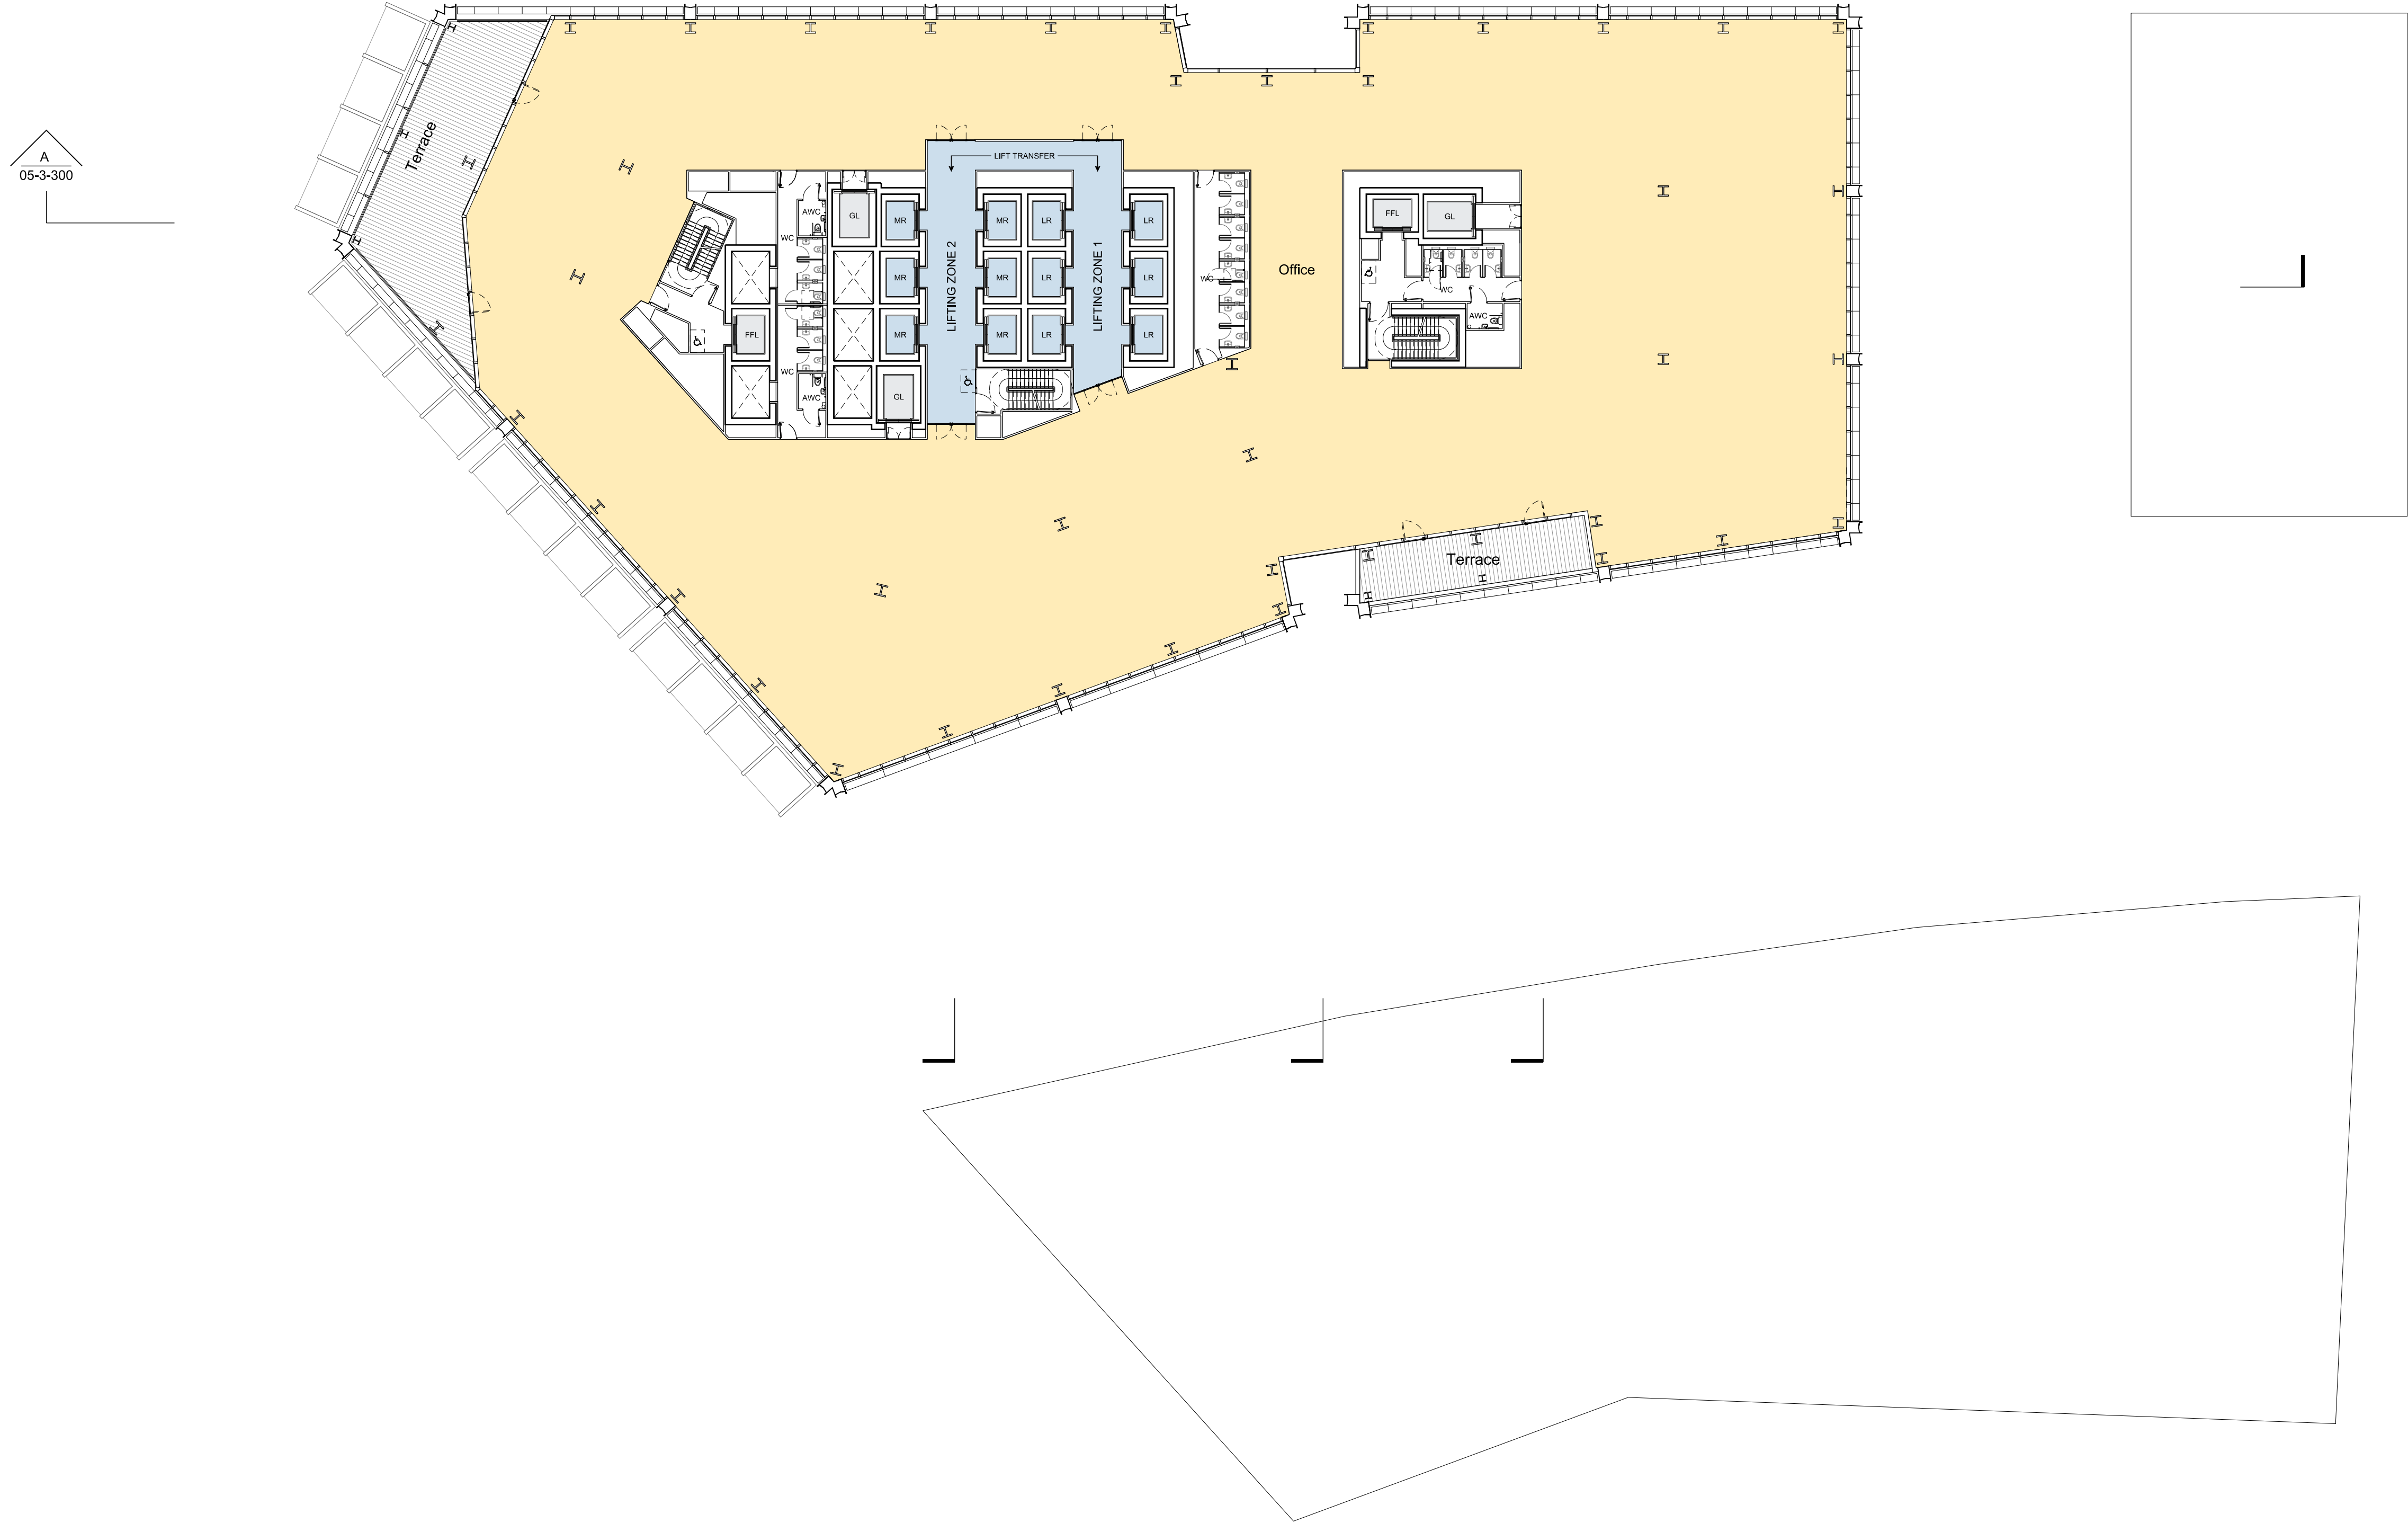 A
05-3-300
Terrace
LIFT TRANSFER
AWC
GL
MR
MR
LR
LR
FFL
GL
WC
LIFTING ZONE 2
LIFTING ZONE 1
MR
MR
LR
LR
WC
Office
WC
FFL
MR
MR
LR
LR
AWC
WC
AWC
GL
Terrace